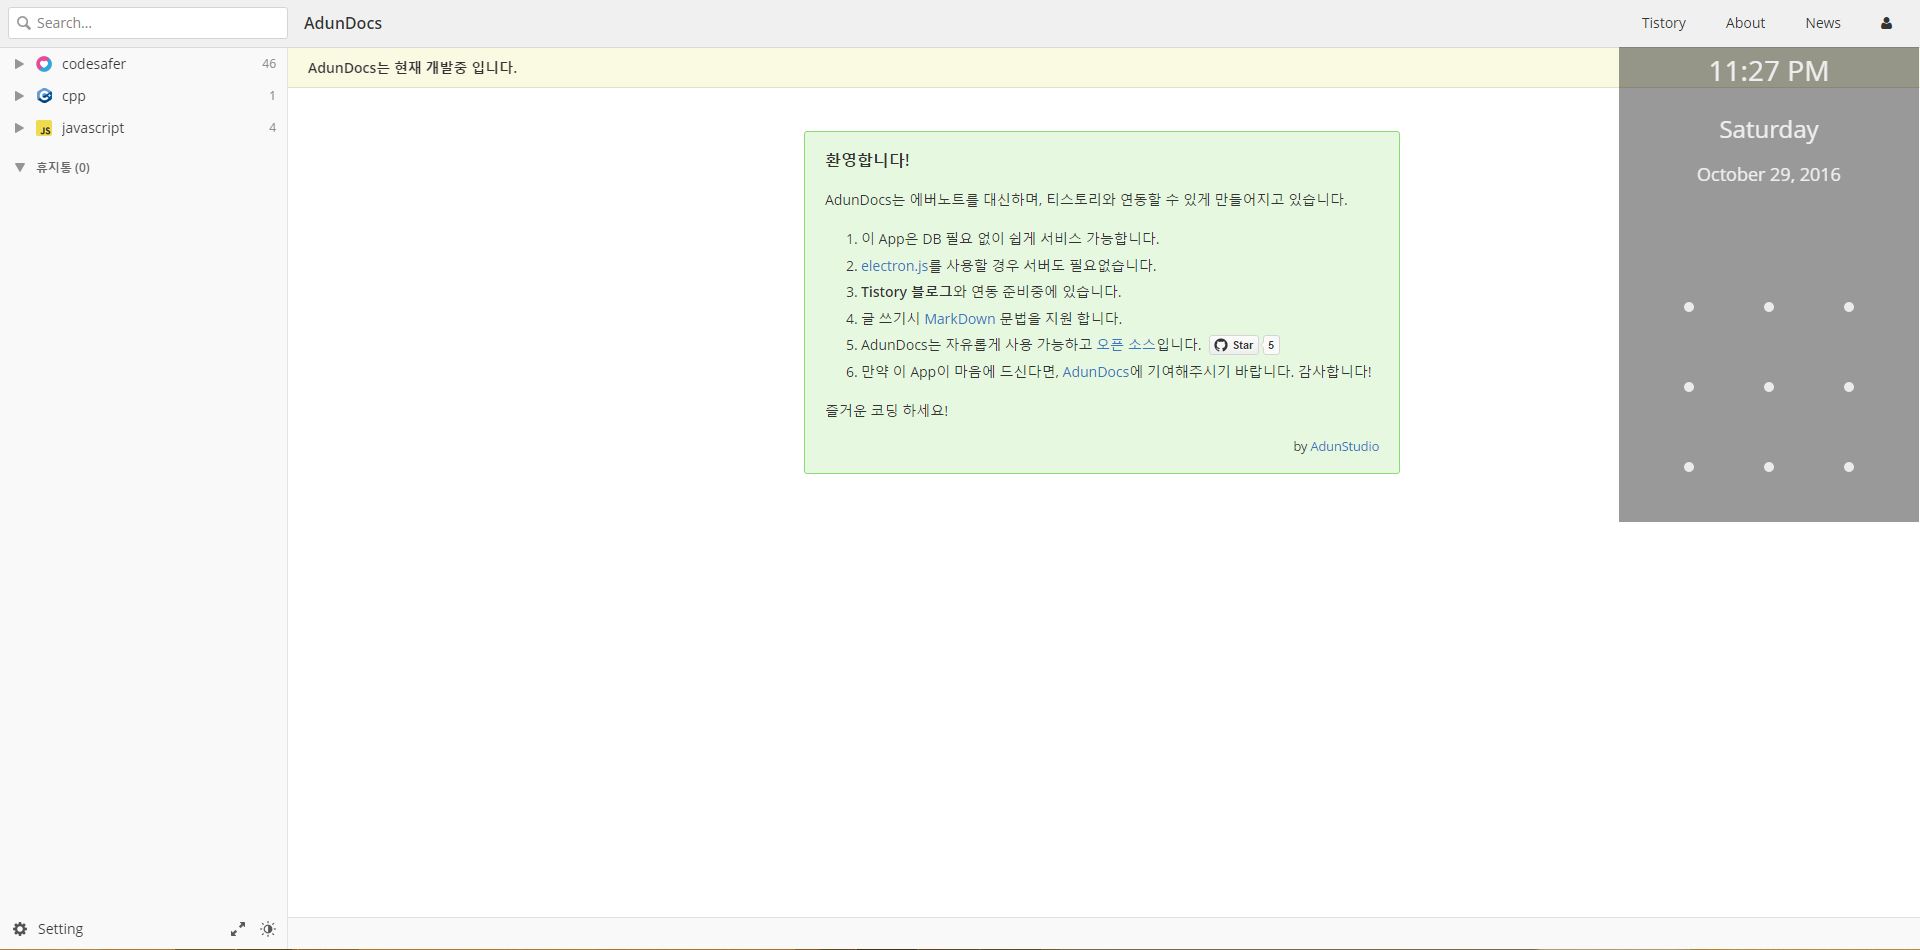 Search...
AdunDocs
Tistory
About
News
codesafer
46
cpp
1
JS
javascript
4
휴지통 (0)
AdunDocs는 현재 개발중 입니다.
환영합니다!
AdunDocs는 에버노트를 대신하며, 티스토리와 연동할 수 있게 만들어지고 있습니다.
1. 이 App은 DB 필요 없이 쉽게 서비스 가능합니다.
2. electron.js를 사용할 경우 서버도 필요없습니다.
3. Tistory 블로그와 연동 준비중에 있습니다.
4. 글 쓰기시 MarkDown 문법을 지원 합니다.
5. AdunDocs는 자유롭게 사용 가능하고 오픈 소스입니다. Star 5
6. 만약 이 App이 마음에 드신다면, AdunDocs에 기여해주시기 바랍니다. 감사합니다!
즐거운 코딩 하세요!
by AdunStudio
11:27 PM
Saturday
October 29, 2016
Setting